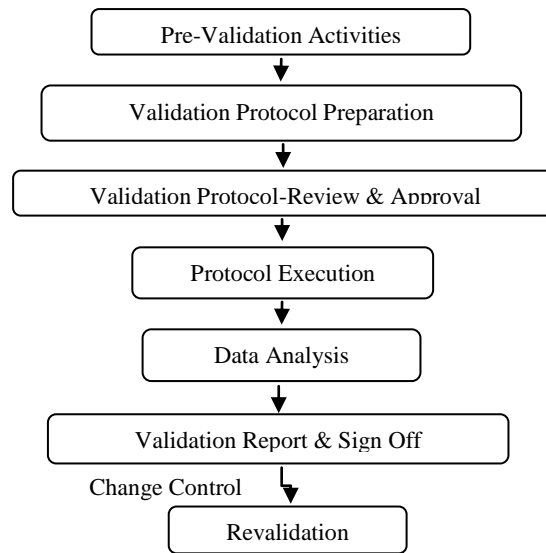 Pre-Validation Activities
Validation Protocol Preparation
Validation Protocol-Review & Approval
Protocol Execution
Data Analysis
Validation Report & Sign Off
Change Control
Revalidation